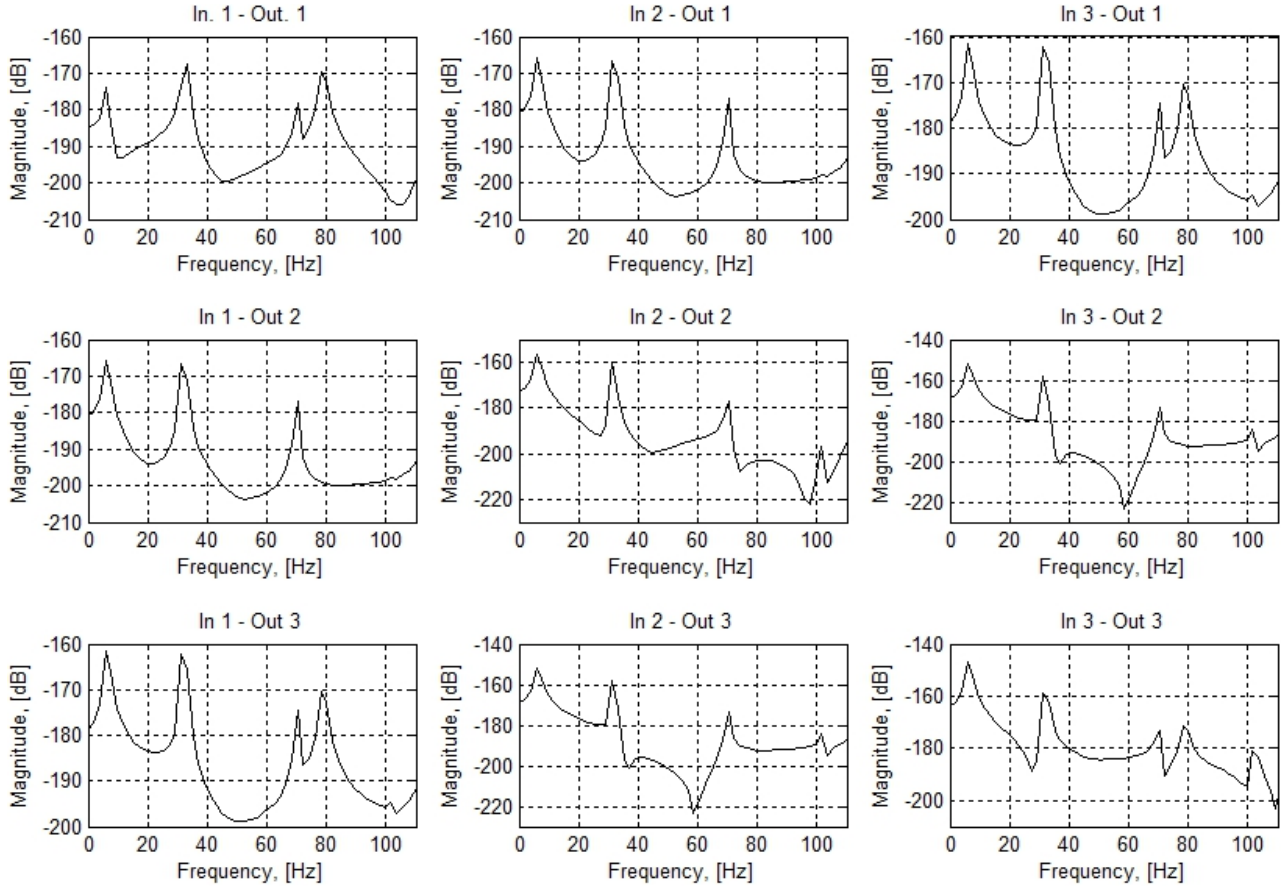 In. 1 - Out. 1
-160
-170
-180
-190
-200
-210
Magnitude, [dB]
0 20 40 60 80 100
Frequency, [Hz]
In 2 - Out 1
-160
-170
-180
-190
-200
-210
Magnitude, [dB]
0 20 40 60 80 100
Frequency, [Hz]
In 3 - Out 1
-160
-170
-180
-190
-200
Magnitude, [dB]
0 20 40 60 80 100
Frequency, [Hz]
In 1 - Out 2
-160
-170
-180
-190
-200
-210
Magnitude, [dB]
0 20 40 60 80 100
Frequency, [Hz]
In 2 - Out 2
-160
-180
-200
-220
Magnitude, [dB]
0 20 40 60 80 100
Frequency, [Hz]
In 3 - Out 2
-140
-160
-180
-200
-220
Magnitude, [dB]
0 20 40 60 80 100
Frequency, [Hz]
In 1 - Out 3
-160
-170
-180
-190
-200
Magnitude, [dB]
0 20 40 60 80 100
Frequency, [Hz]
In 2 - Out 3
-140
-160
-180
-200
-220
Magnitude, [dB]
0 20 40 60 80 100
Frequency, [Hz]
In 3 - Out 3
-140
-160
-180
-200
Magnitude, [dB]
0 20 40 60 80 100
Frequency, [Hz]